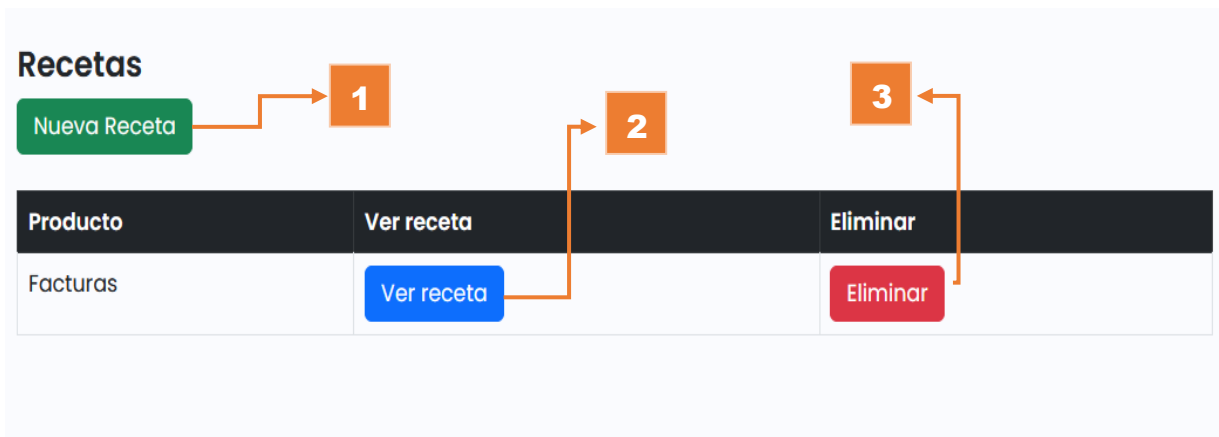 Recetas
Nueva Receta
1
2
3
Producto Ver receta Eliminar
Facturas Ver receta Eliminar